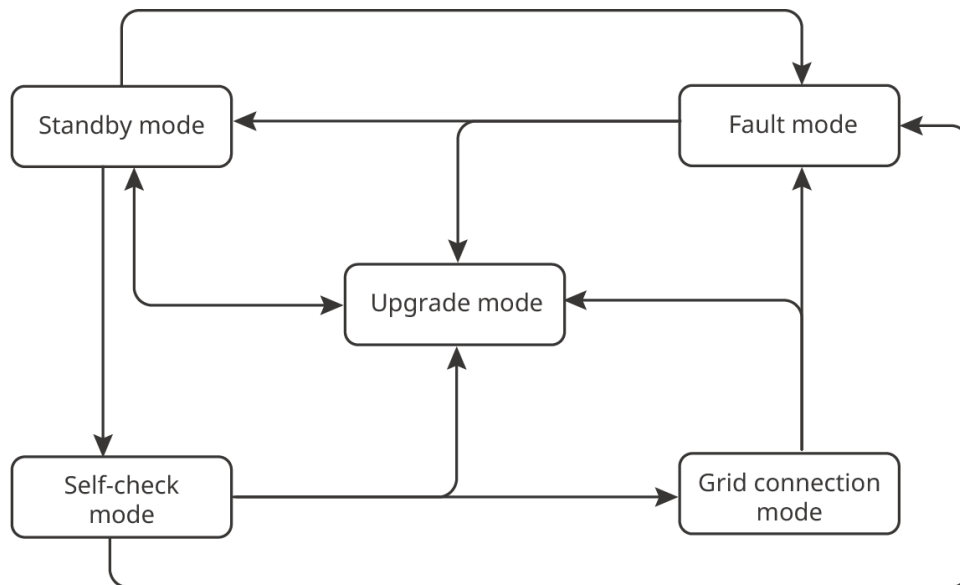 Standby mode
Fault mode
Upgrade mode
Self-check
mode
Grid connection
mode